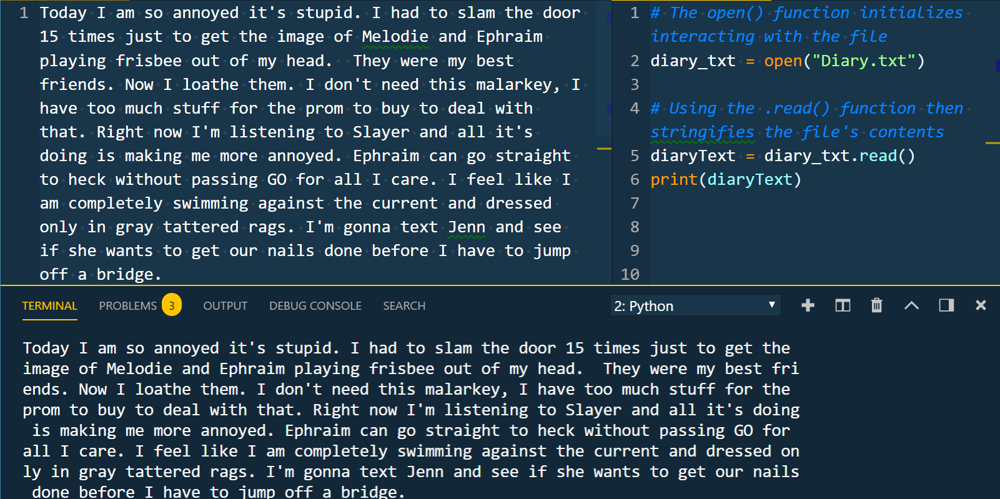 1 Today I am so annoyed it's stupid. I had to slam the door
15 times just to get the image of Melodie and Ephraim
playing frisbee out of my head.  They were my best
friends. Now I loathe them. I don't need this malarkey, I
have too much stuff for the prom to buy to deal with
that. Right now I'm listening to Slayer and all it's
doing is making me more annoyed. Ephraim can go straight
to heck without passing GO for all I care. I feel like I
am completely swimming against the current and dressed
only in gray tattered rags. I'm gonna text Jenn and see
if she wants to get our nails done before I have to jump
off a bridge.
1 # The open() function initializes
interacting with the file
2 diary_txt = open("Diary.txt")
3
4 # Using the .read() function then
stringifies the file's contents
5 diaryText = diary_txt.read()
6 print(diaryText)
7
8
9
10
TERMINAL PROBLEMS 3 OUTPUT DEBUG CONSOLE SEARCH 2: Python
Today I am so annoyed it's stupid. I had to slam the door 15 times just to get the
image of Melodie and Ephraim playing frisbee out of my head.  They were my best fri
ends. Now I loathe them. I don't need this malarkey, I have too much stuff for the
prom to buy to deal with that. Right now I'm listening to Slayer and all it's doing
 is making me more annoyed. Ephraim can go straight to heck without passing GO for
all I care. I feel like I am completely swimming against the current and dressed on
ly in gray tattered rags. I'm gonna text Jenn and see if she wants to get our nails
 done before I have to jump off a bridge.